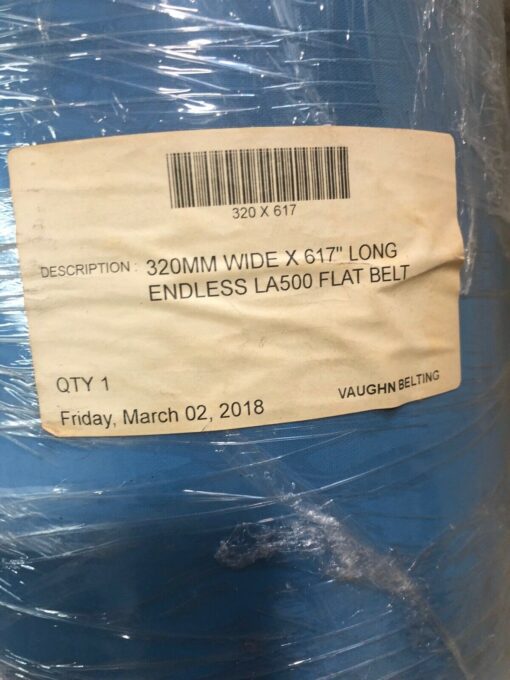 320 X 617
DESCRIPTION : 320MM WIDE X 617" LONG
ENDLESS LA500 FLAT BELT
QTY 1
VAUGHN BELTING
Friday, March 02, 2018